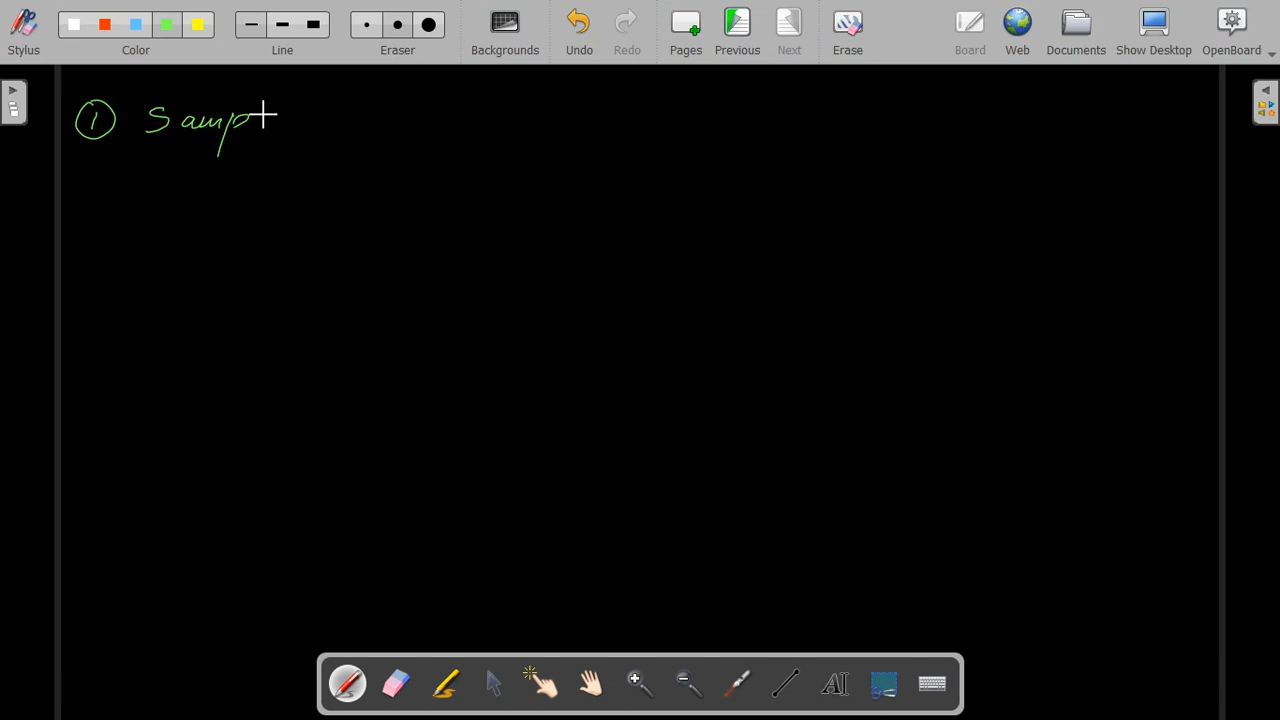 Stylus Color Line Eraser Backgrounds Undo Redo Pages Previous Next Erase Board Web Documents Show Desktop OpenBoard
① Samp
AI